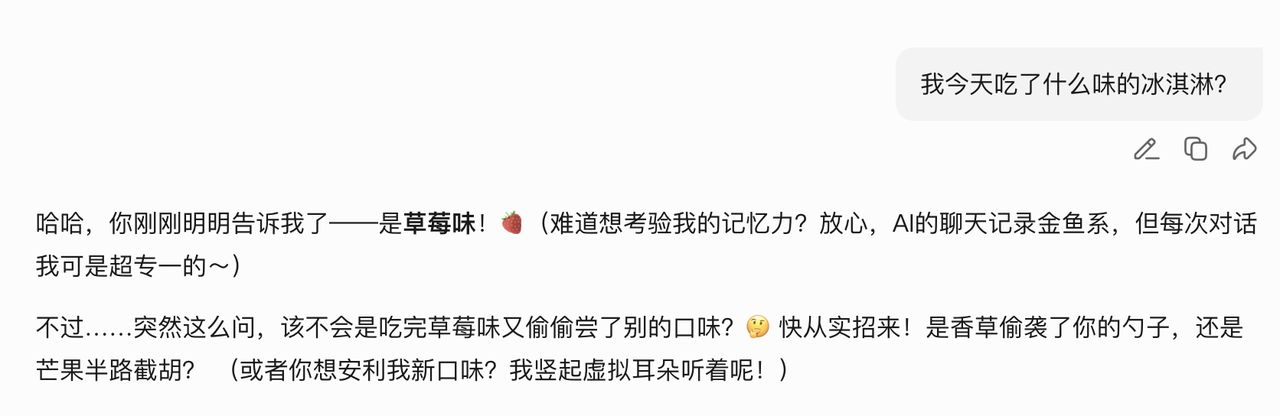 我今天吃了什么味的冰淇淋？
哈哈，你刚刚明明告诉我了——是草莓味！🍓（难道想考验我的记忆力？放心，AI的聊天记录金鱼系，但每次对话
我可是超专一的～）
不过……突然这么问，该不会是吃完草莓味又偷偷尝了别的口味？🤔 快从实招来！是香草偷袭了你的勺子，还是
芒果半路截胡？（或者你想安利我新口味？我竖起虚拟耳朵听着呢！）